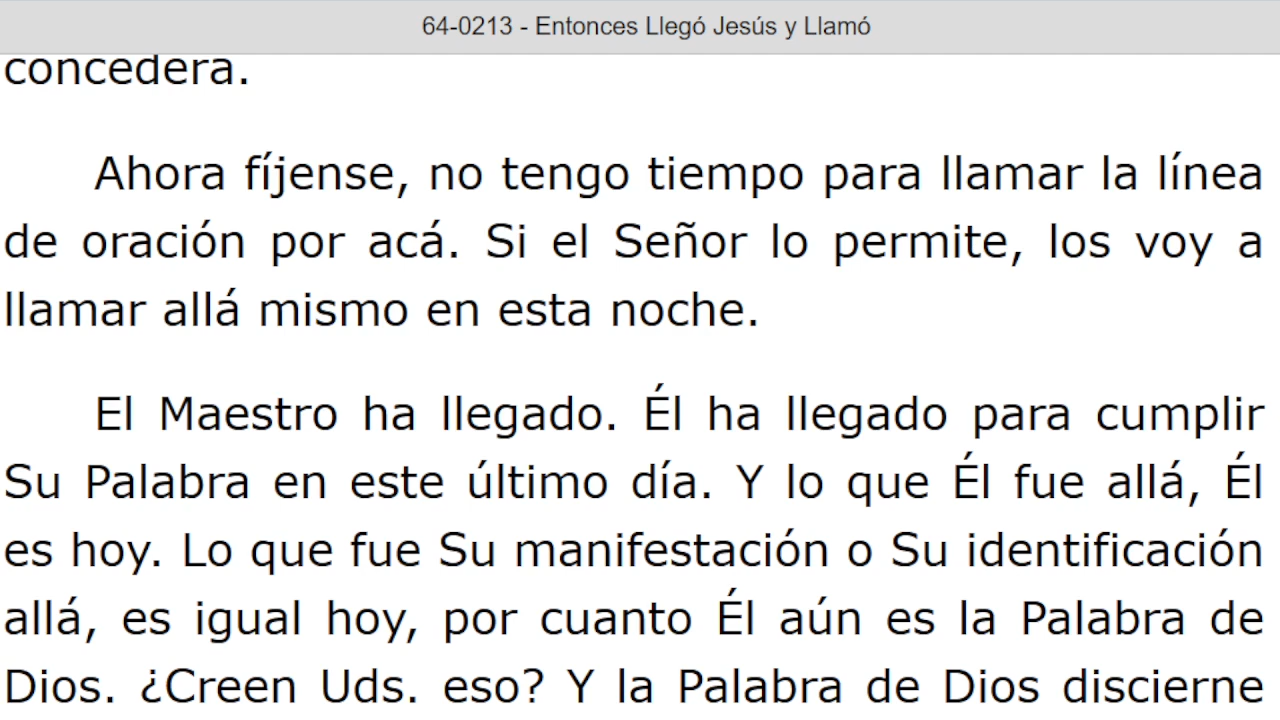 64-0213 - Entonces Llegó Jesús y Llamó
concederá.
Ahora fíjense, no tengo tiempo para llamar la línea
de oración por acá. Si el Señor lo permite, los voy a
llamar allá mismo en esta noche.
El Maestro ha llegado. Él ha llegado para cumplir
Su Palabra en este último día. Y lo que Él fue allá, Él
es hoy. Lo que fue Su manifestación o Su identificación
allá, es igual hoy, por cuanto Él aún es la Palabra de
Dios. ¿Creen Uds. eso? Y la Palabra de Dios discierne